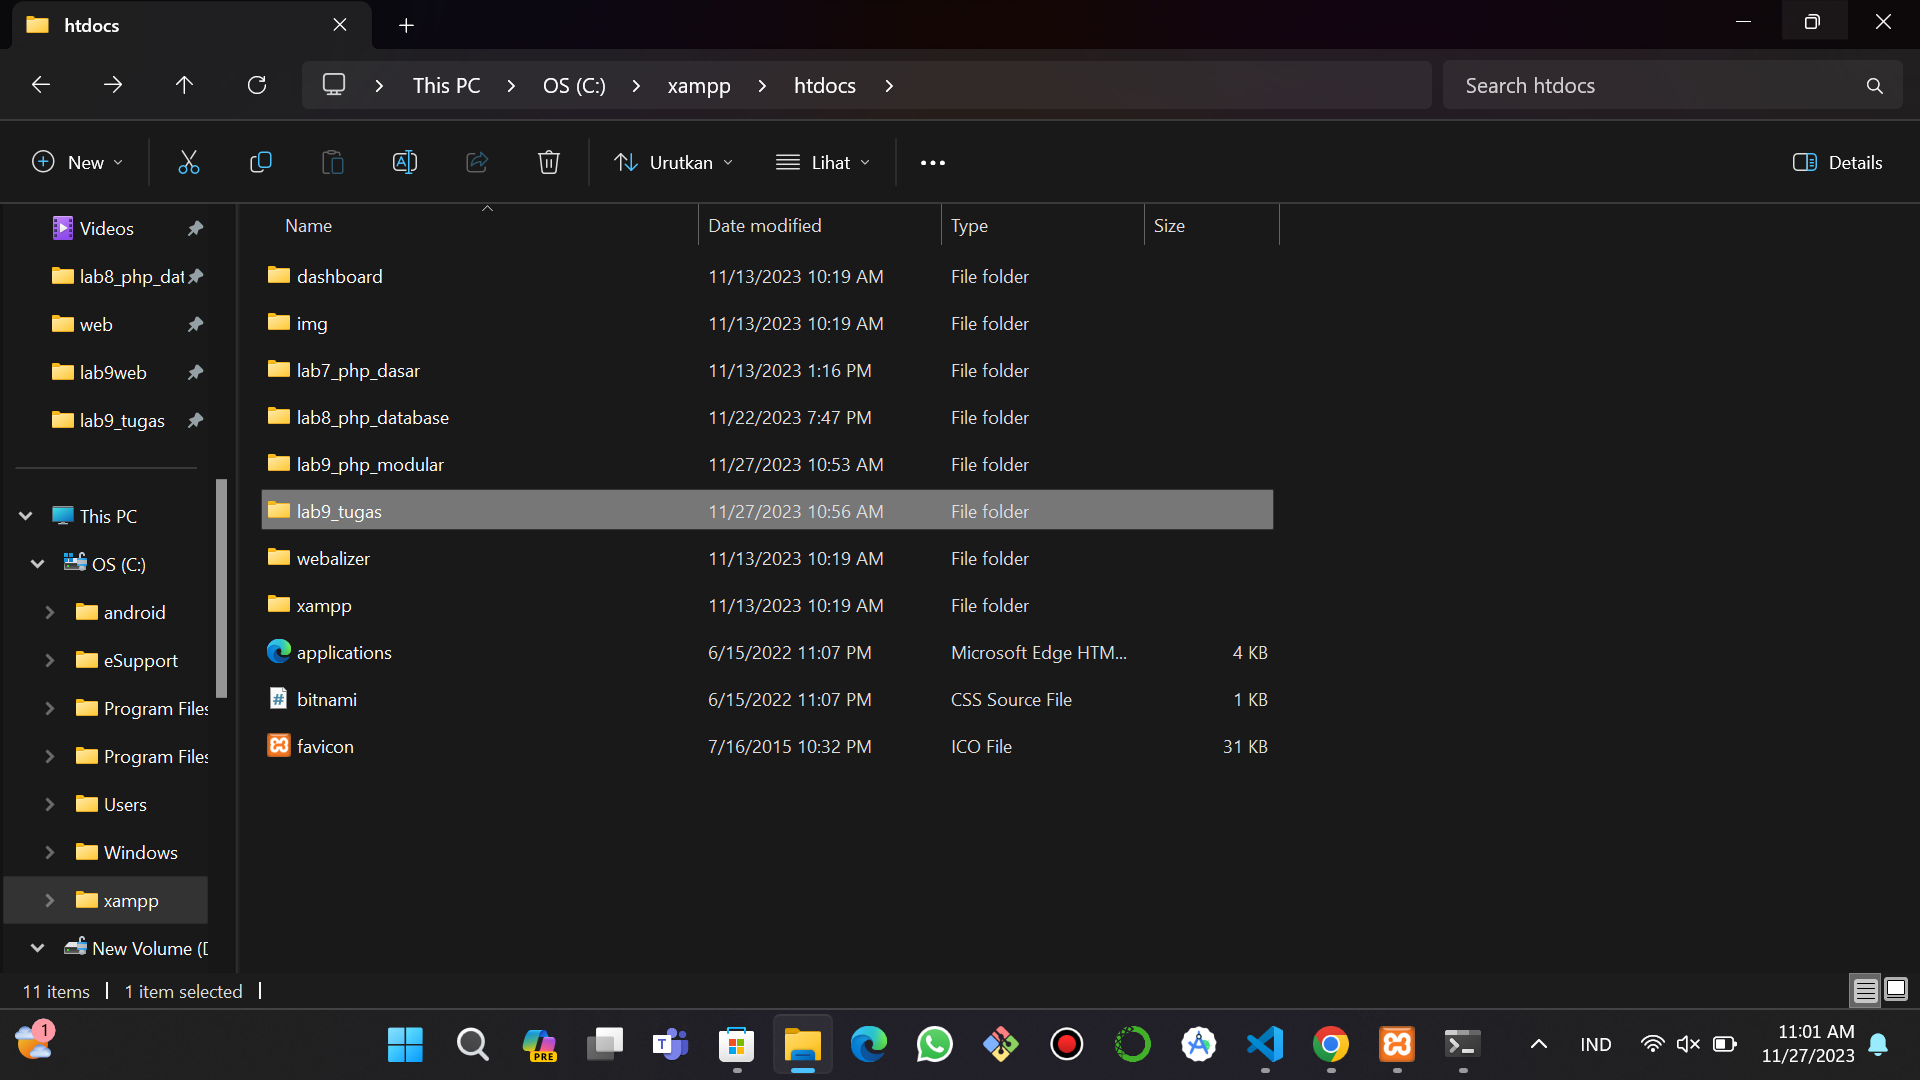 htdocs
This PC > OS (C:) > xampp > htdocs >
Search htdocs
New
Urutkan
Lihat
Details
Videos
lab8_php_dat
web
lab9web
lab9_tugas
This PC
OS (C:)
android
eSupport
Program Files
Program Files
Users
Windows
xampp
New Volume (D
Name Date modified Type Size
dashboard 11/13/2023 10:19 AM File folder
img 11/13/2023 10:19 AM File folder
lab7_php_dasar 11/13/2023 1:16 PM File folder
lab8_php_database 11/22/2023 7:47 PM File folder
lab9_php_modular 11/27/2023 10:53 AM File folder
lab9_tugas 11/27/2023 10:56 AM File folder
webalizer 11/13/2023 10:19 AM File folder
xampp 11/13/2023 10:19 AM File folder
applications 6/15/2022 11:07 PM Microsoft Edge HTM... 4 KB
bitnami 6/15/2022 11:07 PM CSS Source File 1 KB
favicon 7/16/2015 10:32 PM ICO File 31 KB
11 items | 1 item selected |
1
PRE
IND
11:01 AM
11/27/2023